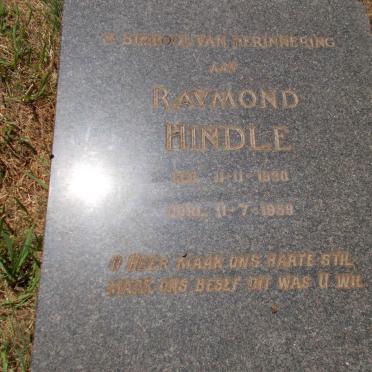 'N SIMBOOL VAN HERINNERING
AAN
RAYMOND
HINDLE
GEB. 11-11-1930
OORL. 11-7-1959
O HEER MAAK ONS HARTE STIL
MAAK ONS BESEF DIT WAS U WIL